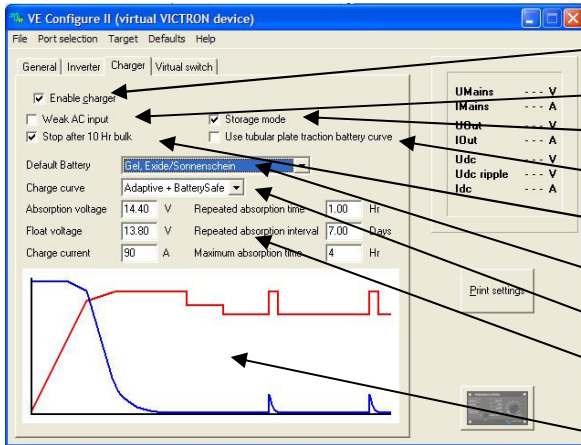 VE Configure II (virtual VICTRON device)
File Port selection Target Defaults Help
General Inverter Charger Virtual switch
Enable charger
Weak AC input Storage mode
Stop after 10 Hr bulk Use tubular plate traction battery curve
Default Battery Gel, Exide/Sonnenschein
Charge curve Adaptive + BatterySafe
Absorption voltage 14.40 V Repeated absorption time 1.00 Hr
Float voltage 13.80 V Repeated absorption interval 7.00 Days
Charge current 90 A Maximum absorption time 4 Hr
UMains --- V
IMains --- A
UOut --- V
IOut --- A
Udc --- V
Udc ripple --- V
Idc --- A
Print settings